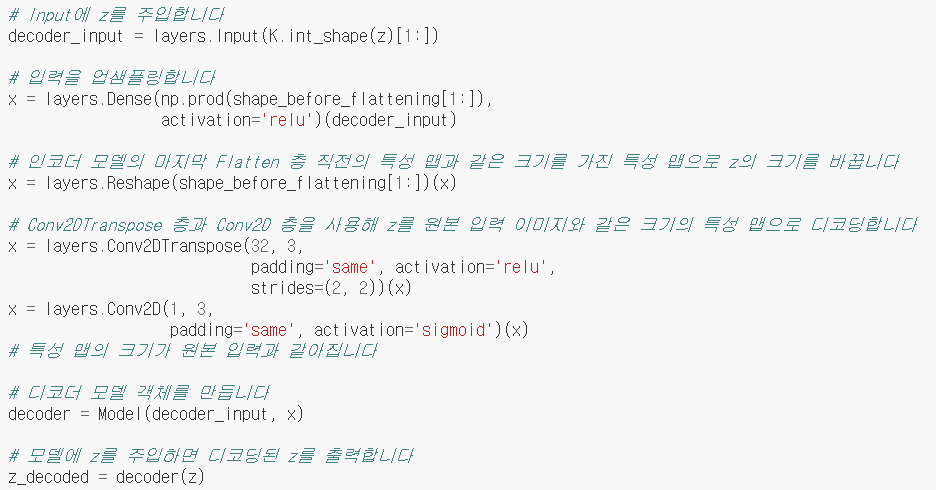 # Input에 z를 주입합니다
decoder_input = layers.Input(K.int_shape(z)[1:])
# 입력을 업샘플링합니다
x = layers.Dense(np.prod(shape_before_flattening[1:]),
activation='relu')(decoder_input)
# 인코더 모델의 마지막 Flatten 층 직전의 특성 맵과 같은 크기를 가진 특성 맵으로 z의 크기를 바꿉니다
x = layers.Reshape(shape_before_flattening[1:])(x)
# Conv2DTranspose 층과 Conv2D 층을 사용해 z를 원본 입력 이미지와 같은 크기의 특성 맵으로 디코딩합니다
x = layers.Conv2DTranspose(32, 3,
padding='same', activation='relu',
strides=(2, 2))(x)
x = layers.Conv2D(1, 3,
padding='same', activation='sigmoid')(x)
# 특성 맵의 크기가 원본 입력과 같아집니다
# 디코더 모델 객체를 만듭니다
decoder = Model(decoder_input, x)
# 모델에 z를 주입하면 디코딩된 z를 출력합니다
z_decoded = decoder(z)